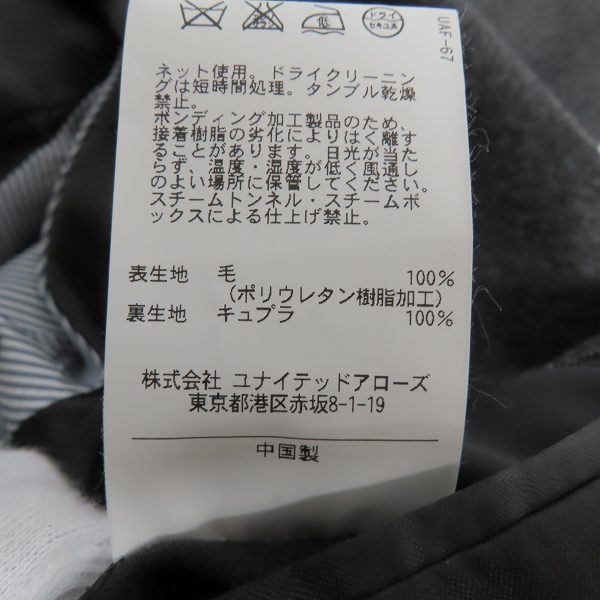 低
ドライ
セキユ系
UAF-67
ネット使用。ドライクリーニン
グは短時間処理。タンブル乾燥
禁止。
ボンディング加工製品のため、
接着樹脂の劣化によりはく離す
ることがあります。日光が当た
らず、温度・湿度が低く風通し
のよい場所に保管してください。
スチームトンネル・スチームボ
ックスによる仕上げ禁止。
表生地 毛 100%
(ポリウレタン樹脂加工)
裏生地 キュプラ 100%
株式会社 ユナイテッドアローズ
東京都港区赤坂8-1-19
中国製